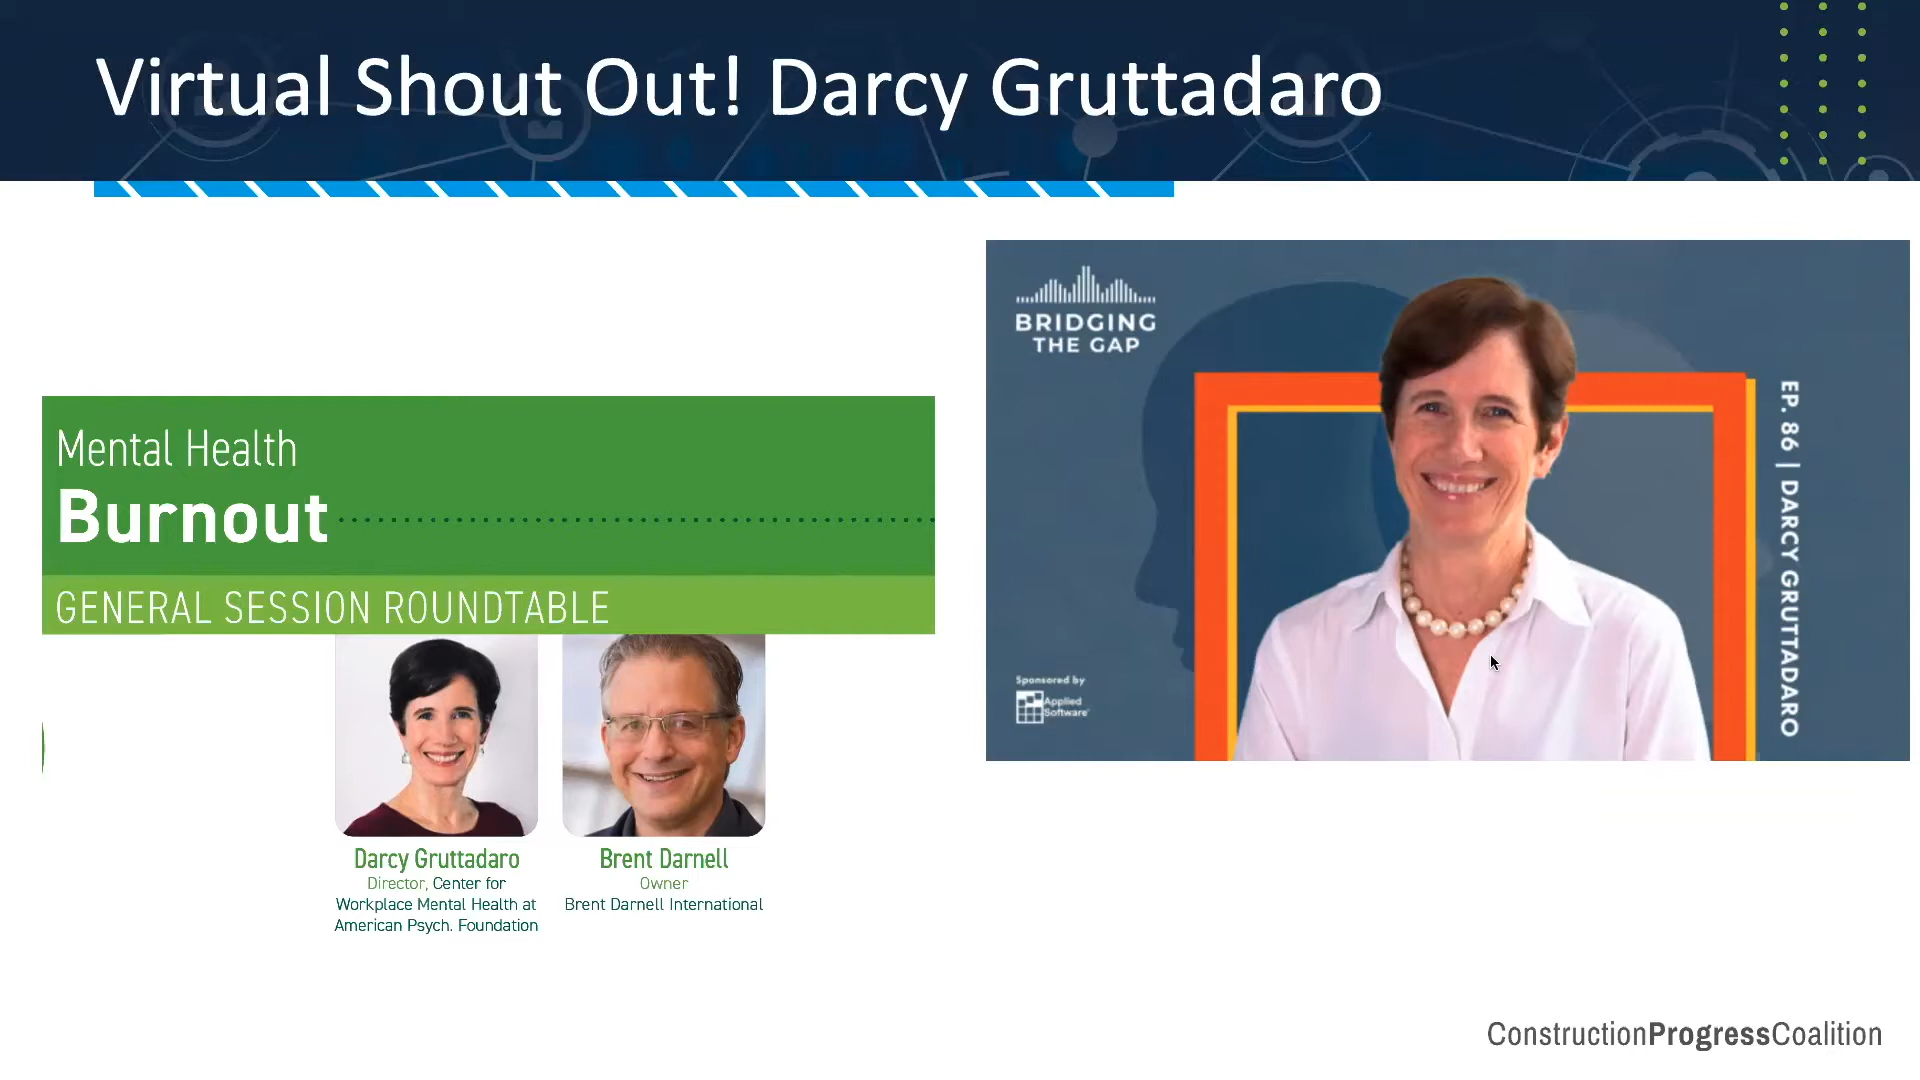 Virtual Shout Out! Darcy Gruttadaro
Mental Health
Burnout
GENERAL SESSION ROUNDTABLE
Darcy Gruttadaro
Director, Center for
Workplace Mental Health at
American Psych. Foundation
Brent Darnell
Owner
Brent Darnell International
BRIDGING
THE GAP
EP. 86 | DARCY GRUTTADARO
Sponsored by
Applied
Software
ConstructionProgressCoalition